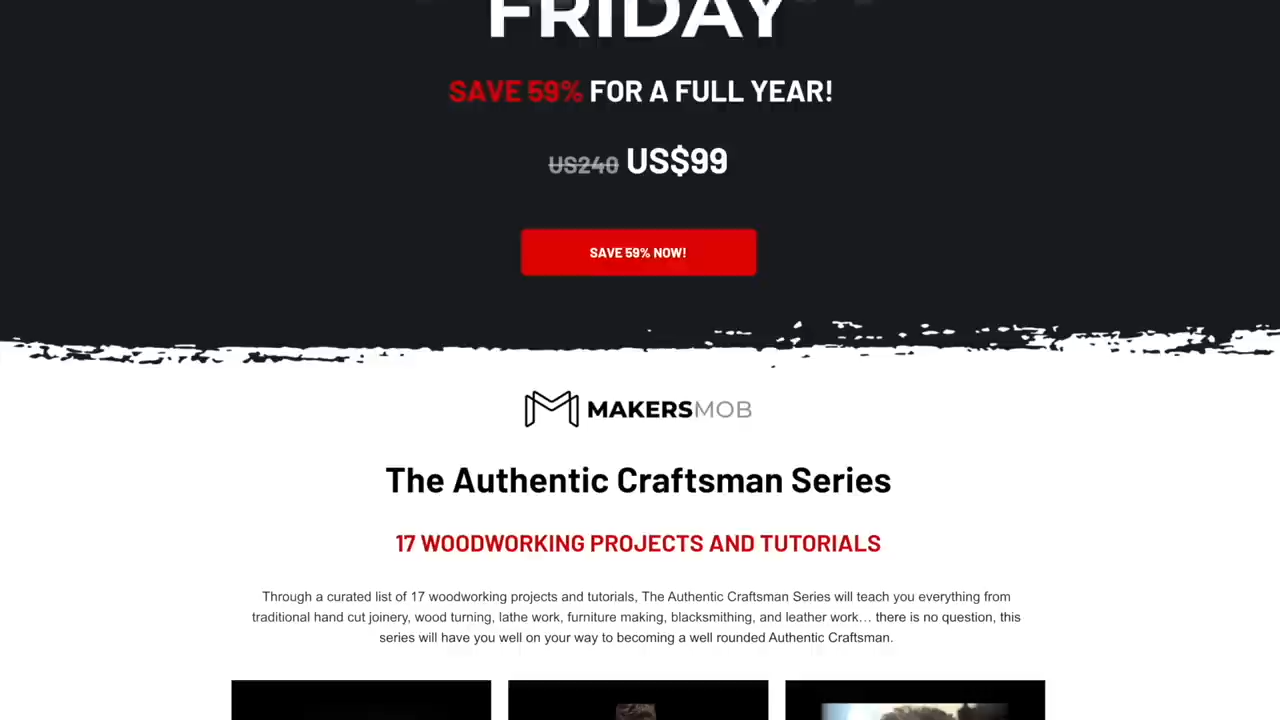 FRIDAY
SAVE 59% FOR A FULL YEAR!
US240 US$99
SAVE 59% NOW!
MAKERSMOB
The Authentic Craftsman Series
17 WOODWORKING PROJECTS AND TUTORIALS
Through a curated list of 17 woodworking projects and tutorials, The Authentic Craftsman Series will teach you everything from
traditional hand cut joinery, wood turning, lathe work, furniture making, blacksmithing, and leather work... there is no question, this
series will have you well on your way to becoming a well rounded Authentic Craftsman.